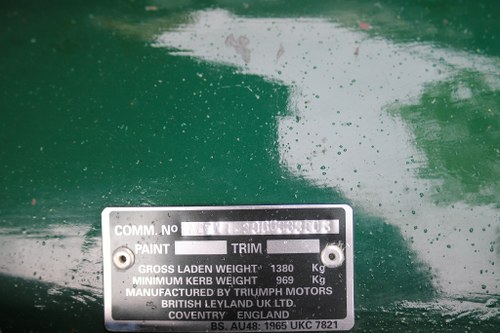 COMM. No
PAINT TRIM
GROSS LADEN WEIGHT 1380 Kg
MINIMUM KERB WEIGHT 969 Kg
MANUFACTURED BY TRIUMPH MOTORS
BRITISH LEYLAND UK LTD.
COVENTRY ENGLAND
BS. AU48: 1965 UKC 7821